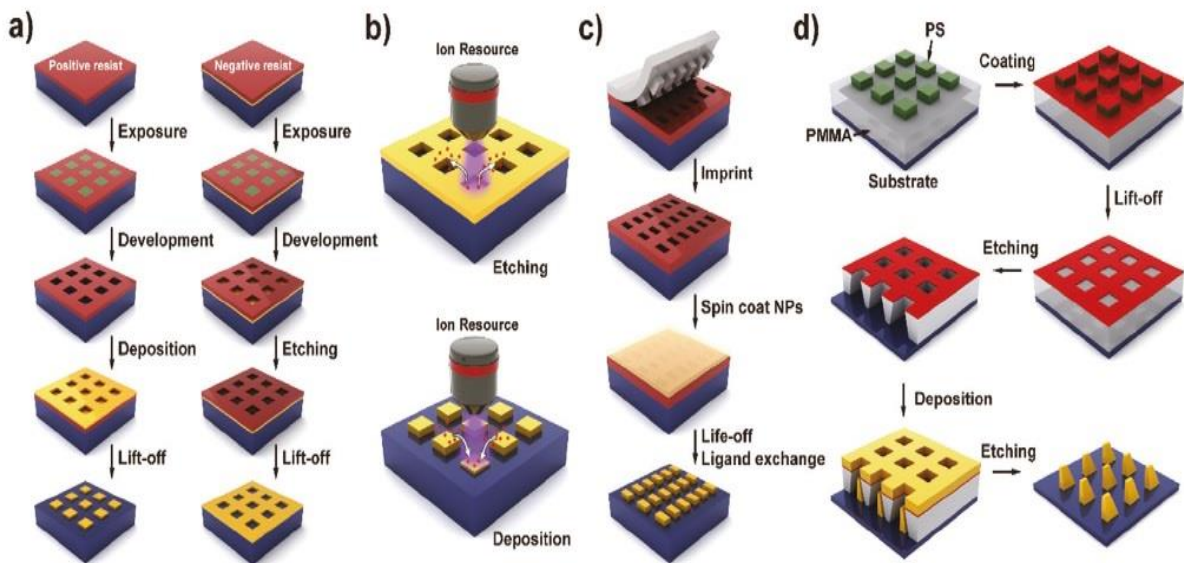 a)
Positive resist
Negative resist
Exposure
Exposure
Development
Development
Deposition
Etching
Lift-off
Lift-off
b)
Ion Resource
Etching
Ion Resource
Deposition
c)
Imprint
Spin coat NPs
Life-off
Ligand exchange
d)
PS
Coating
PMMA
Substrate
Lift-off
Etching
Deposition
Etching